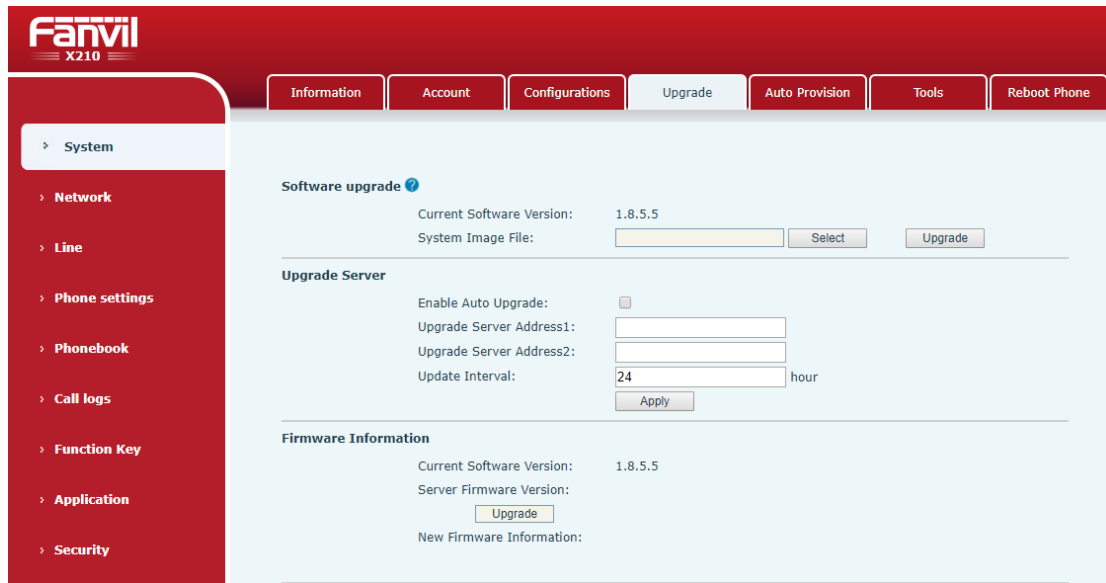 Fanvil
X210
Information Account Configurations Upgrade Auto Provision Tools Reboot Phone
› System
› Network
› Line
› Phone settings
› Phonebook
› Call logs
› Function Key
› Application
› Security
Software upgrade ?
Current Software Version: 1.8.5.5
System Image File: Select Upgrade
Upgrade Server
Enable Auto Upgrade:
Upgrade Server Address1:
Upgrade Server Address2:
Update Interval: 24 hour
Apply
Firmware Information
Current Software Version: 1.8.5.5
Server Firmware Version:
Upgrade
New Firmware Information: